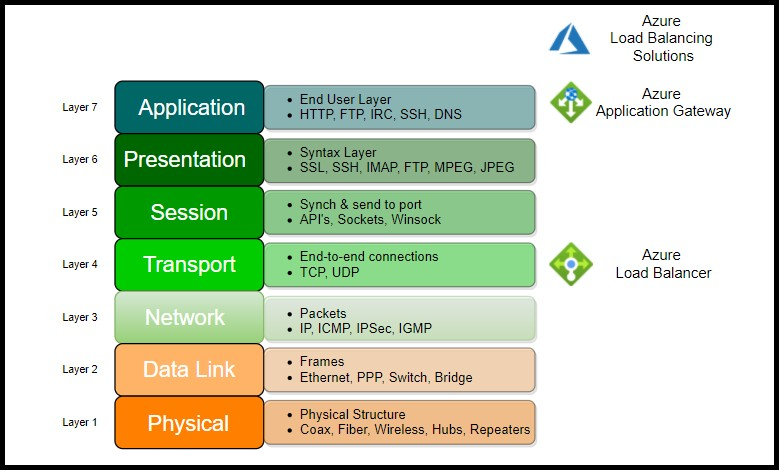 Azure
Load Balancing
Solutions
Layer 7
Application
• End User Layer
• HTTP, FTP, IRC, SSH, DNS
Azure
Application Gateway
Layer 6
Presentation
• Syntax Layer
• SSL, SSH, IMAP, FTP, MPEG, JPEG
Layer 5
Session
• Synch & send to port
• API's, Sockets, Winsock
Layer 4
Transport
• End-to-end connections
• TCP, UDP
Azure
Load Balancer
Layer 3
Network
• Packets
• IP, ICMP, IPSec, IGMP
Layer 2
Data Link
• Frames
• Ethernet, PPP, Switch, Bridge
Layer 1
Physical
• Physical Structure
• Coax, Fiber, Wireless, Hubs, Repeaters